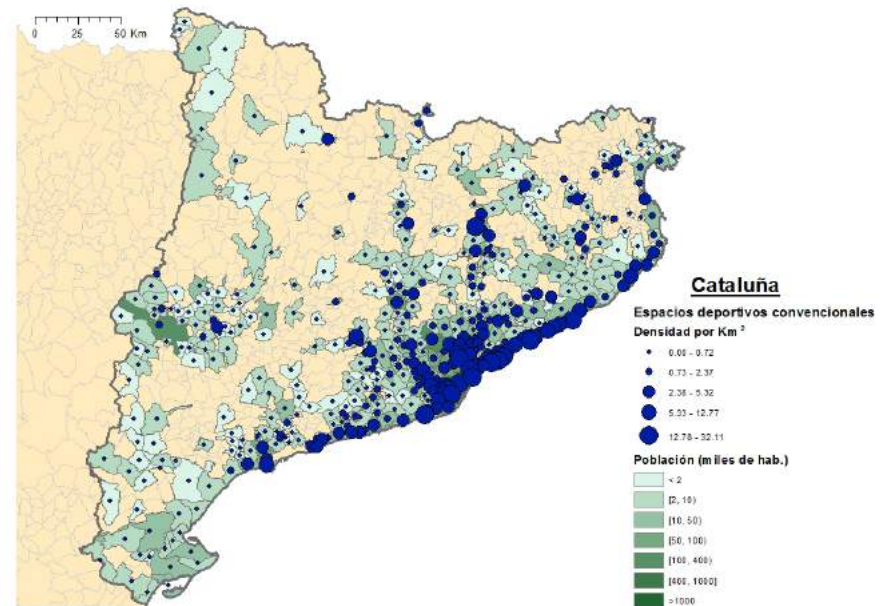 0 25 50 Km
Cataluña
Espacios deportivos convencionales
Densidad por Km²
0.00 - 0.72
0.73 - 2.37
2.38 - 5.32
5.33 - 12.77
12.78 - 32.11
Población (miles de hab.)
< 2
[2, 10)
[10, 50)
[50, 100)
[100, 400)
[400, 1000]
>1000